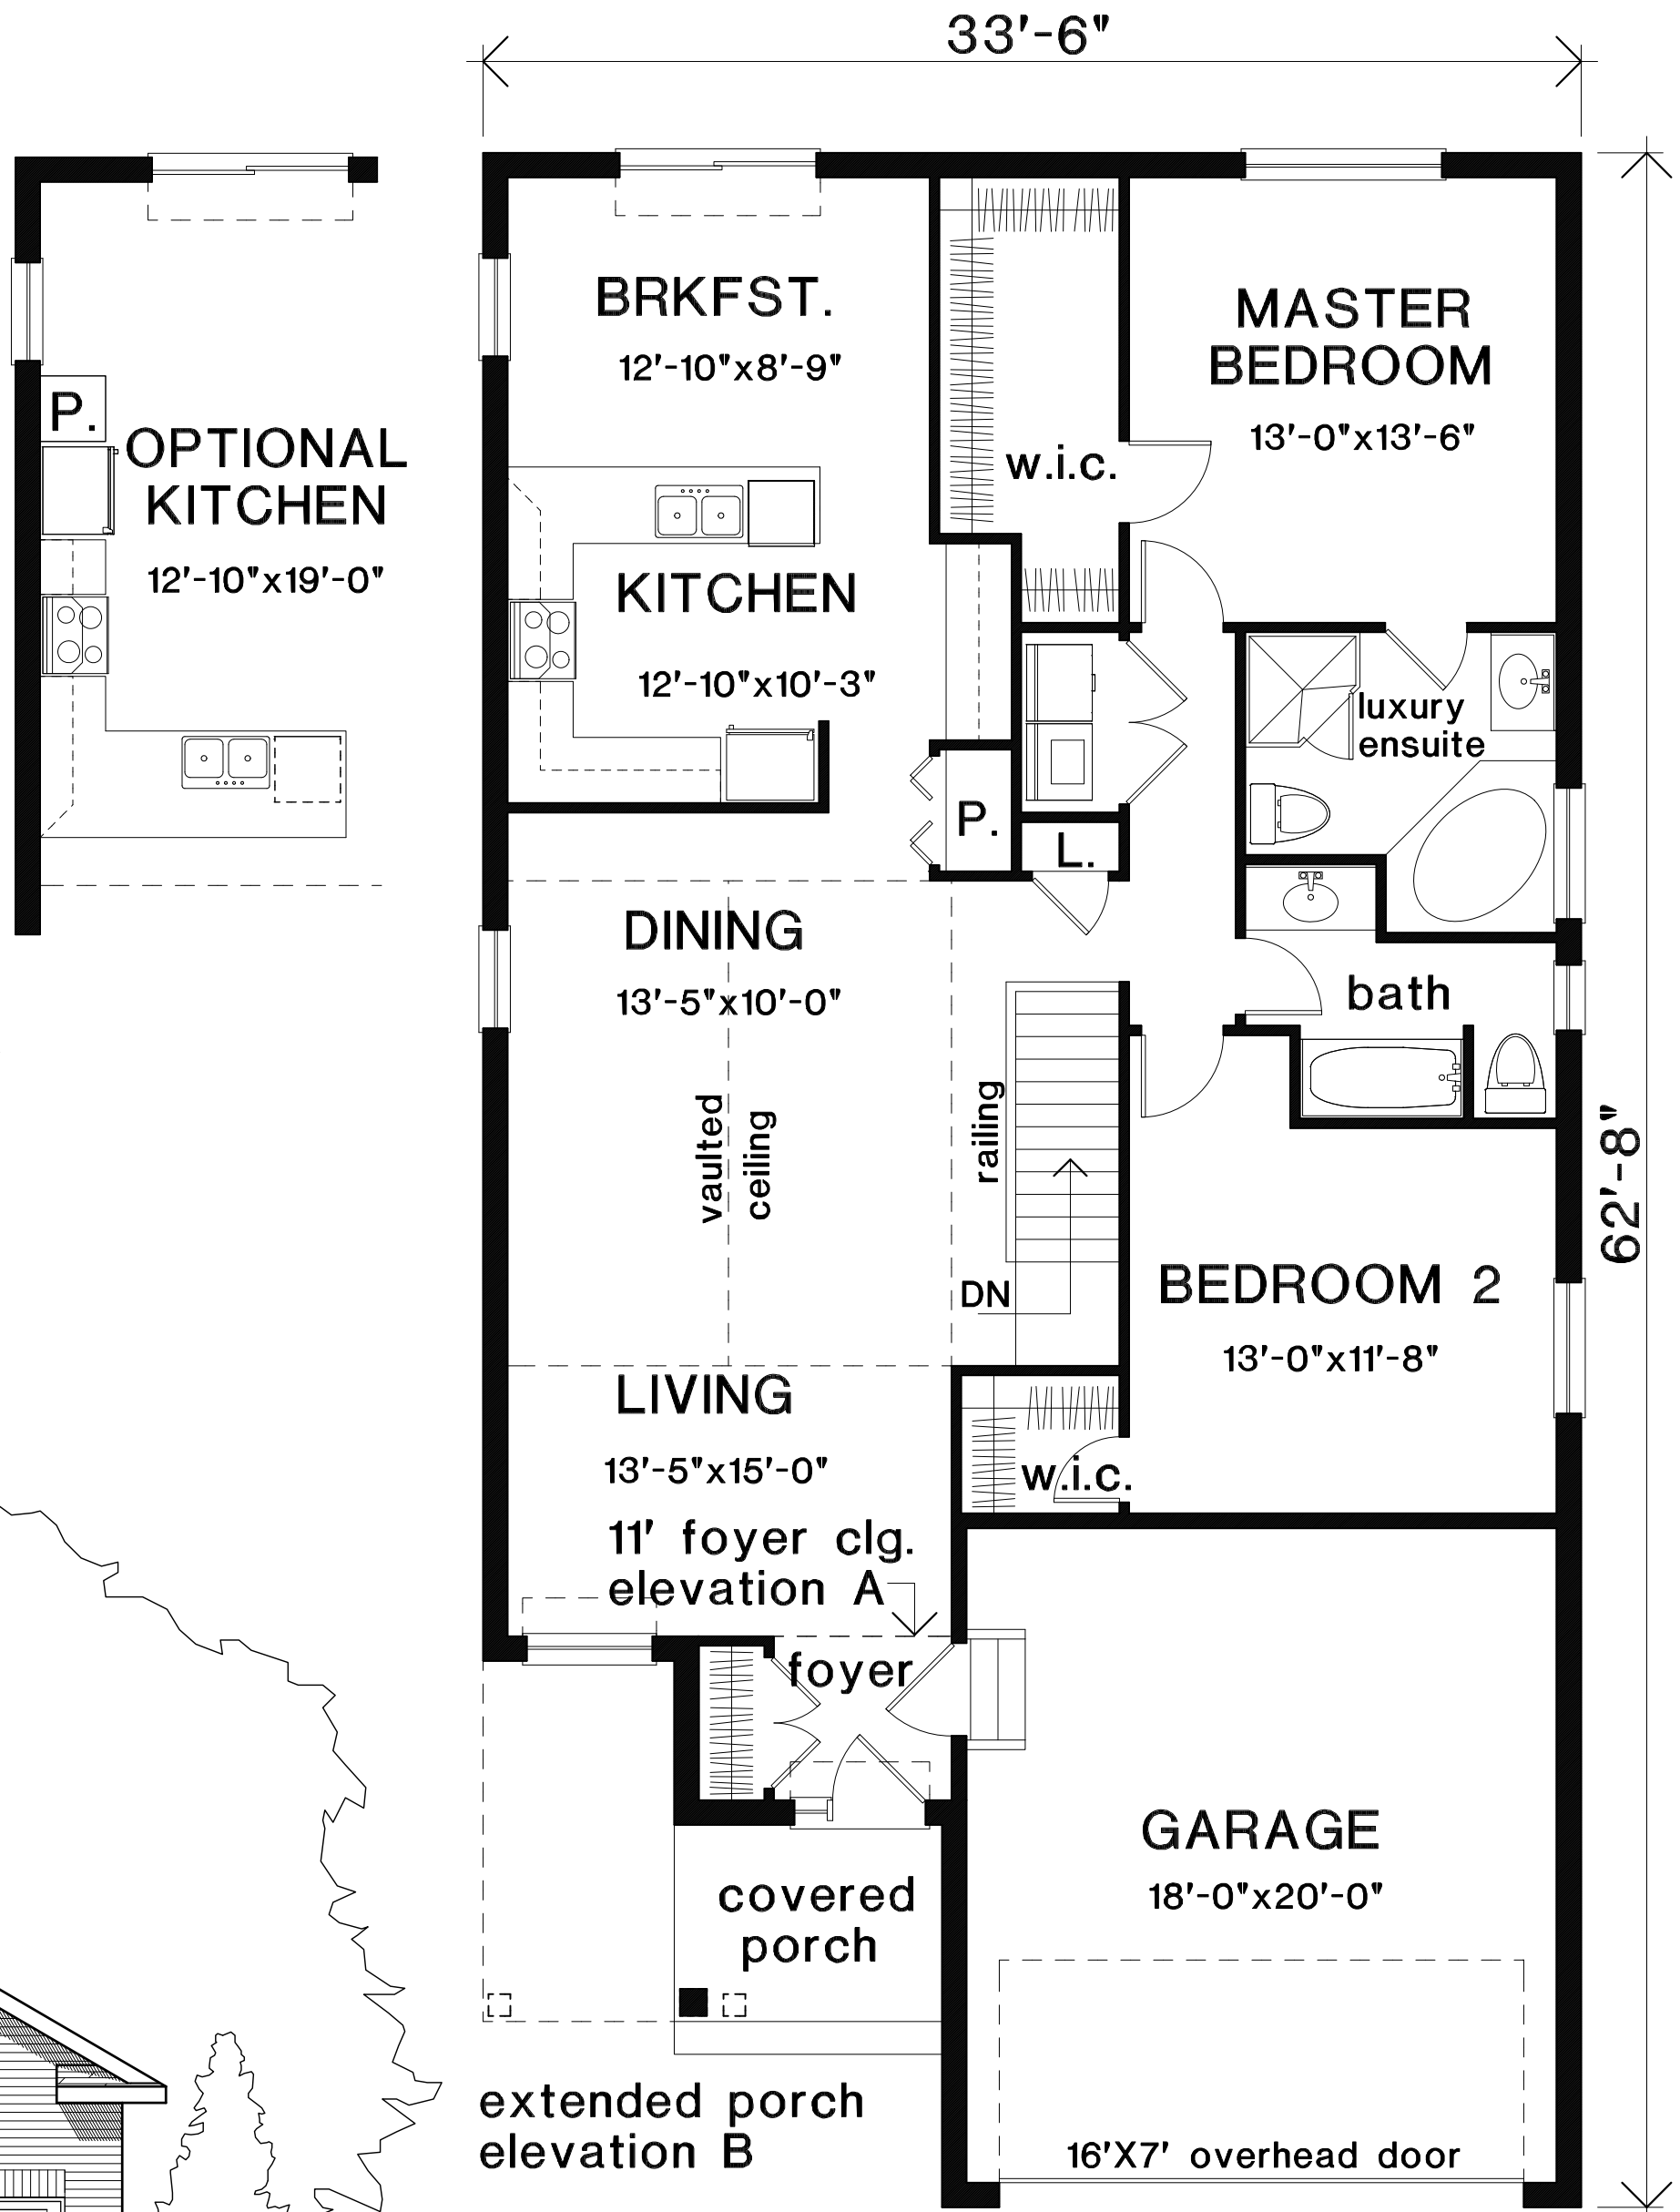 33'-6"
BRKFST.
12'-10"x8'-9"
MASTER
BEDROOM
13'-0"x13'-6"
w.i.c.
P.
OPTIONAL
KITCHEN
12'-10"x19'-0"
KITCHEN
12'-10"x10'-3"
luxury
ensuite
P.
L.
DINING
13'-5"x10'-0"
bath
vaulted
ceiling
railing
62'-8"
DN
BEDROOM 2
13'-0"x11'-8"
LIVING
13'-5"x15'-0"
w.i.c.
11' foyer clg.
elevation A
foyer
GARAGE
18'-0"x20'-0"
covered
porch
extended porch
elevation B
16'X7' overhead door